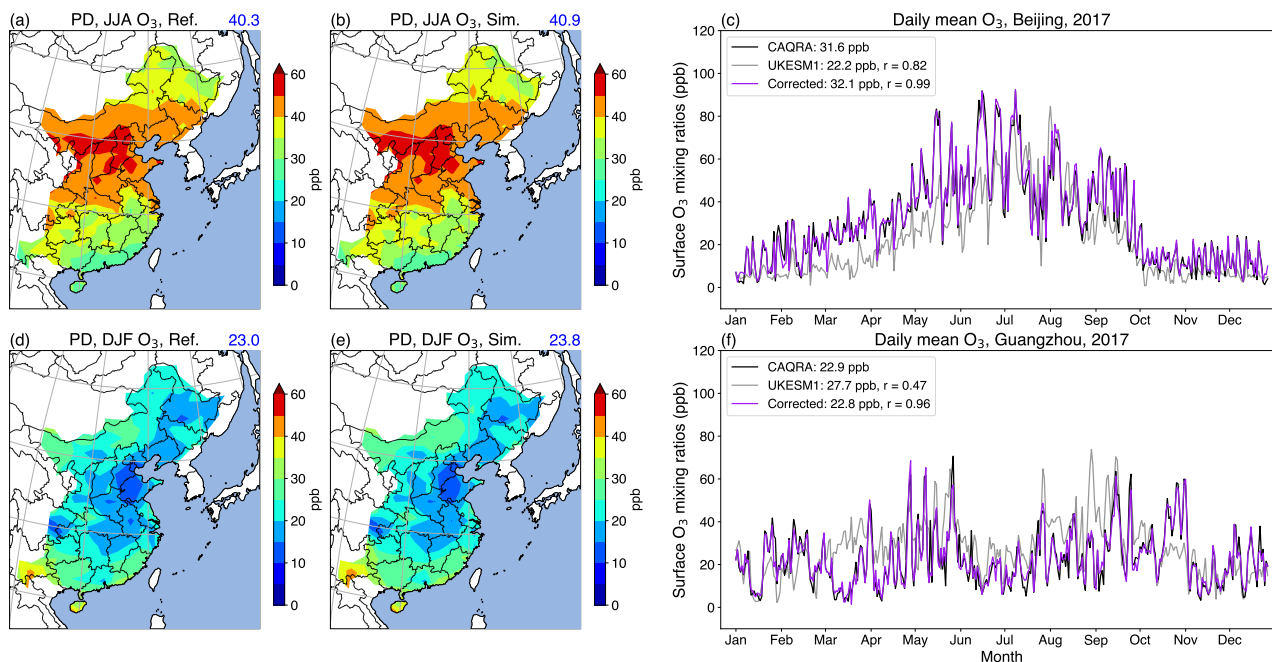 (a) PD, JJA O₃, Ref. 40.3
60
50
40
30
20
10
0
ppb
(b) PD, JJA O₃, Sim. 40.9
60
50
40
30
20
10
0
ppb
(c) Daily mean O₃, Beijing, 2017
Surface O₃ mixing ratios (ppb)
120
100
80
60
40
20
0
CAQRA: 31.6 ppb
UKESM1: 22.2 ppb, r = 0.82
Corrected: 32.1 ppb, r = 0.99
Jan Feb Mar Apr May Jun Jul Aug Sep Oct Nov Dec
(d) PD, DJF O₃, Ref. 23.0
60
50
40
30
20
10
0
ppb
(e) PD, DJF O₃, Sim. 23.8
60
50
40
30
20
10
0
ppb
(f) Daily mean O₃, Guangzhou, 2017
Surface O₃ mixing ratios (ppb)
120
100
80
60
40
20
0
CAQRA: 22.9 ppb
UKESM1: 27.7 ppb, r = 0.47
Corrected: 22.8 ppb, r = 0.96
Jan Feb Mar Apr May Jun Jul Aug Sep Oct Nov Dec
Month